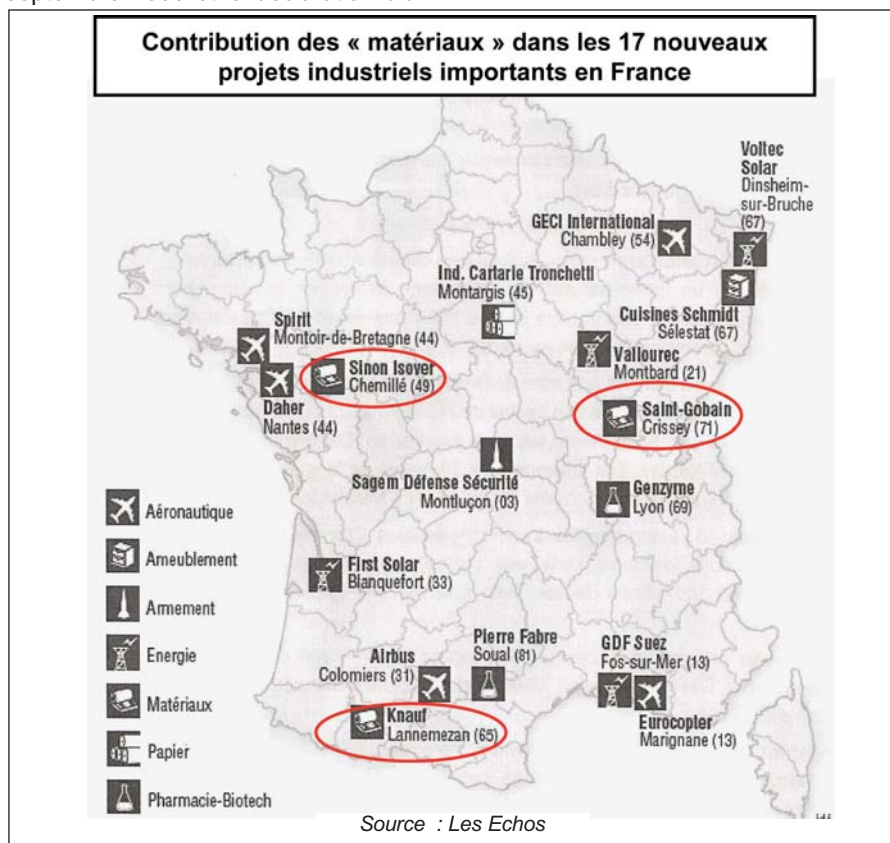 Contribution des « matériaux » dans les 17 nouveaux
projets industriels importants en France
Voltec
Solar
Dinsheim-
sur-Bruche
(67)
GECI International
Chambley (54)
Ind. Cartarie Tronchetti
Montargis (45)
Cuisines Schmidt
Sélestat (67)
Spirit
Montoir-de-Bretagne (44)
Vallourec
Montbard (21)
Sinon Isover
Chemillé (49)
Daher
Nantes (44)
Saint-Gobain
Crissey (71)
Sagem Défense Sécurité
Montluçon (03)
Genzyme
Lyon (69)
Aéronautique
Ameublement
Armement
Energie
Matériaux
Papier
Pharmacie-Biotech
First Solar
Blanquefort (33)
Pierre Fabre
Soual (81)
GDF Suez
Fos-sur-Mer (13)
Airbus
Colomiers (31)
Knauf
Lannemezan (65)
Eurocopter
Marignane (13)
Source : Les Echos